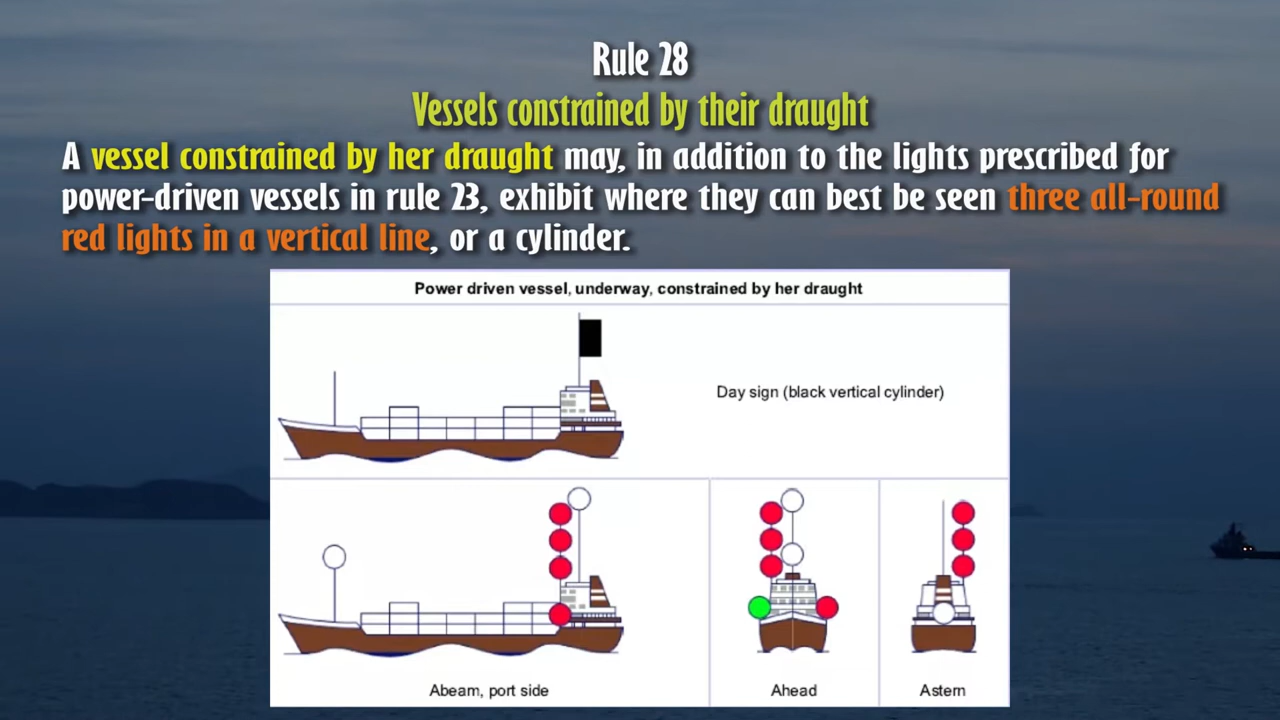 Rule 28
Vessels constrained by their draught
A vessel constrained by her draught may, in addition to the lights prescribed for
power-driven vessels in rule 23, exhibit where they can best be seen three all-round
red lights in a vertical line, or a cylinder.
Power driven vessel, underway, constrained by her draught
Day sign (black vertical cylinder)
Abeam, port side
Ahead
Astern